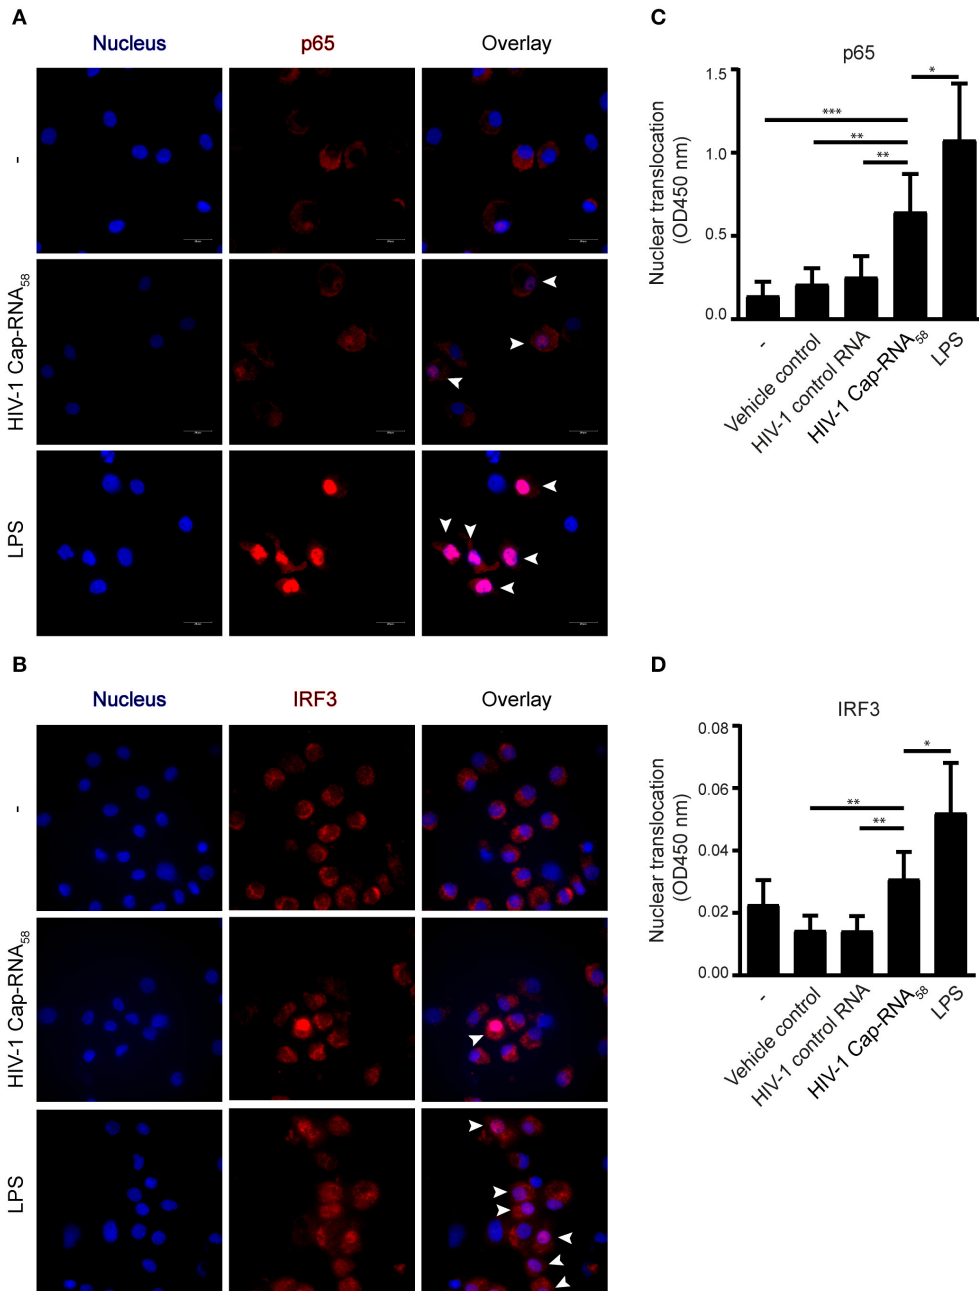 A
Nucleus
p65
Overlay
-
HIV-1 Cap-RNA58
LPS
C
p65
Nuclear translocation
(OD450 nm)
1.5
1.0
0.5
0.0
***
**
**
*
-
Vehicle control
HIV-1 control RNA
HIV-1 Cap-RNA58
LPS
B
Nucleus
IRF3
Overlay
-
HIV-1 Cap-RNA58
LPS
D
IRF3
Nuclear translocation
(OD450 nm)
0.08
0.06
0.04
0.02
0.00
**
**
*
-
Vehicle control
HIV-1 control RNA
HIV-1 Cap-RNA58
LPS